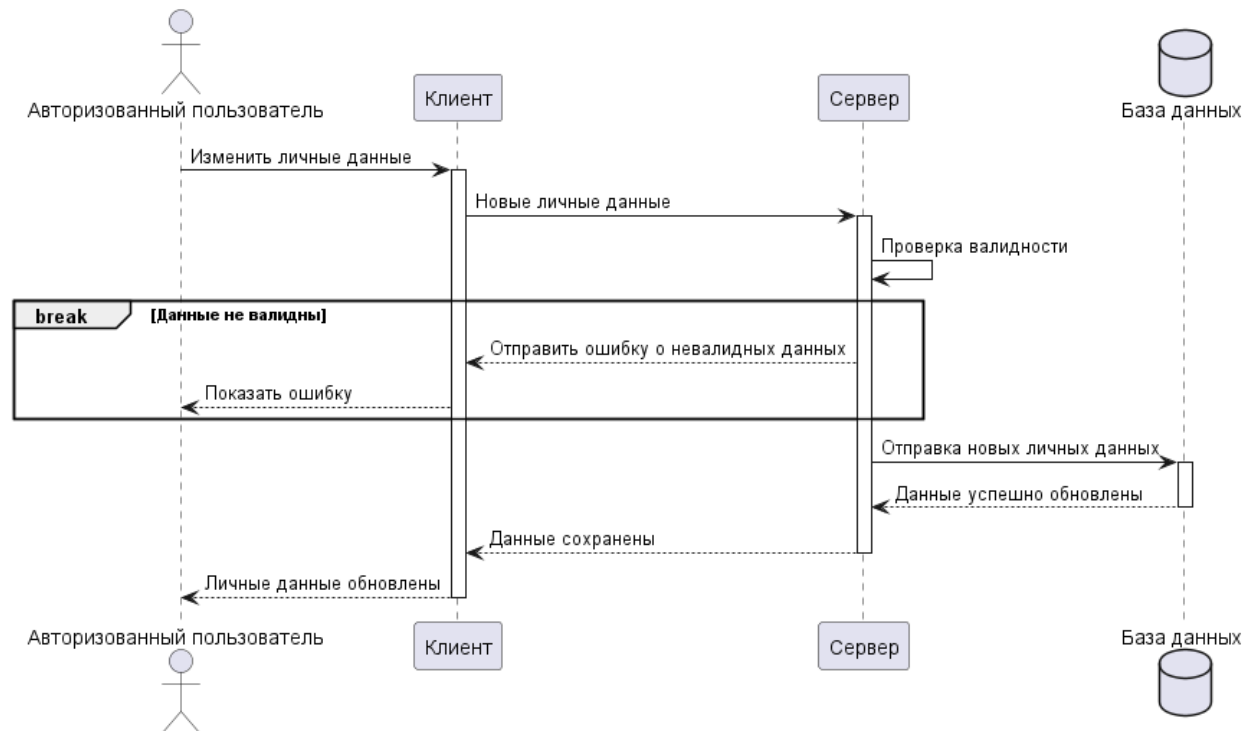 Авторизованный пользователь
Клиент
Сервер
База данных
Изменить личные данные
Новые личные данные
Проверка валидности
break
[Данные не валидны]
Отправить ошибку о невалидных данных
Показать ошибку
Отправка новых личных данных
Данные успешно обновлены
Данные сохранены
Личные данные обновлены
Авторизованный пользователь
Клиент
Сервер
База данных